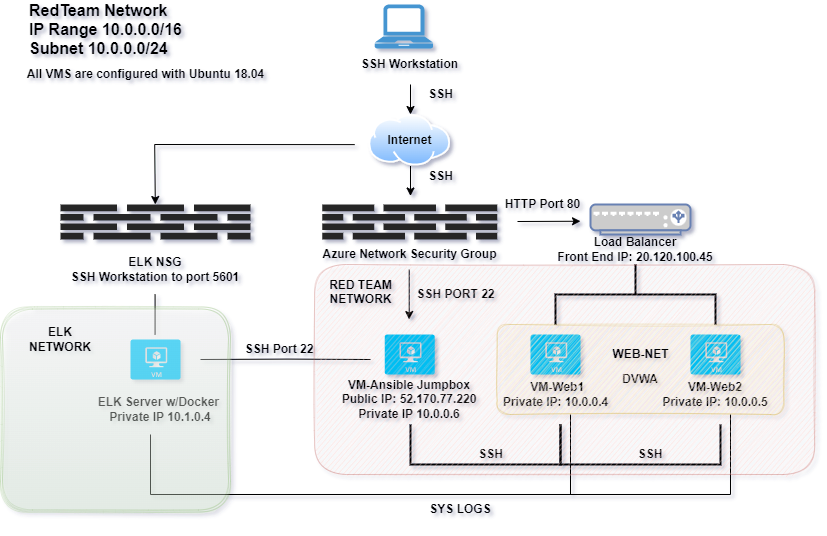 RedTeam Network
IP Range 10.0.0.0/16
Subnet 10.0.0.0/24
All VMS are configured with Ubuntu 18.04
SSH Workstation
SSH
Internet
SSH
HTTP Port 80
Load Balancer
Front End IP: 20.120.100.45
Azure Network Security Group
ELK NSG
SSH Workstation to port 5601
RED TEAM
NETWORK
SSH PORT 22
ELK
NETWORK
SSH Port 22
VM
ELK Server w/Docker
Private IP 10.1.0.4
VM
VM-Ansible Jumpbox
Public IP: 52.170.77.220
Private IP 10.0.0.6
WEB-NET
DVWA
VM
VM-Web1
Private IP: 10.0.0.4
VM
VM-Web2
Private IP: 10.0.0.5
SSH
SSH
SYS LOGS